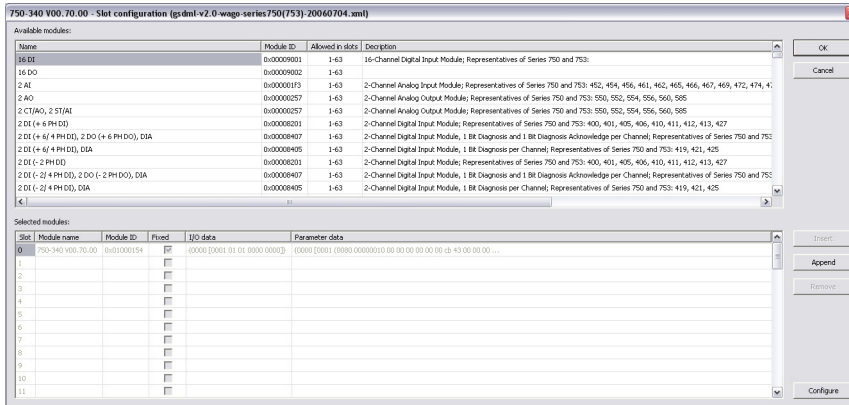 750-340 V00.70.00 - Slot configuration (gsdml-v2.0-wago-series750(753)-20060704.xml)
Available modules:
Name Module ID Allowed in slots Decription
16 DI 0x00009001 1-63 16-Channel Digital Input Module; Representatives of Series 750 and 753:
16 DO 0x00009002 1-63
2 AI 0x000001F3 1-63 2-Channel Analog Input Module; Representatives of Series 750 and 753: 452, 454, 456, 461, 462, 465, 466, 467, 469, 472, 474, 47
2 AO 0x00000257 1-63 2-Channel Analog Output Module; Representatives of Series 750 and 753: 550, 552, 554, 556, 560, 585
2 CT/AO, 2 ST/AI 0x00000257 1-63 2-Channel Analog Output Module; Representatives of Series 750 and 753: 550, 552, 554, 556, 560, 585
2 DI (+ 6 PH DI) 0x00008201 1-63 2-Channel Digital Input Module; Representatives of Series 750 and 753: 400, 401, 405, 406, 410, 411, 412, 413, 427
2 DI (+ 6/ 4 PH DI), 2 DO (+ 6 PH DO), DIA 0x00008407 1-63 2-Channel Digital Input Module, 1 Bit Diagnosis and 1 Bit Diagnosis Acknowledge per Channel; Representatives of Series 750 and 753
2 DI (+ 6/ 4 PH DI), DIA 0x00008405 1-63 2-Channel Digital Input Module, 1 Bit Diagnosis per Channel; Representatives of Series 750 and 753: 419, 421, 425
2 DI (- 2 PH DI) 0x00008201 1-63 2-Channel Digital Input Module; Representatives of Series 750 and 753: 400, 401, 405, 406, 410, 411, 412, 413, 427
2 DI (- 2/ 4 PH DI), 2 DO (- 2 PH DO), DIA 0x00008407 1-63 2-Channel Digital Input Module, 1 Bit Diagnosis and 1 Bit Diagnosis Acknowledge per Channel; Representatives of Series 750 and 753
2 DI (- 2/ 4 PH DI), DIA 0x00008405 1-63 2-Channel Digital Input Module, 1 Bit Diagnosis per Channel; Representatives of Series 750 and 753: 419, 421, 425
OK
Cancel
Selected modules:
Slot Module name Module ID Fixed I/O data Parameter data
0 750-340 V00.70.00 0x01000154 (0000 [0001 01 01 0000 0000]) (0000 [0001 (0080 00000010 00 00 00 00 00 00 cb 43 00 00 00 ...
1
2
3
4
5
6
7
8
9
10
11
Insert
Append
Remove
Configure